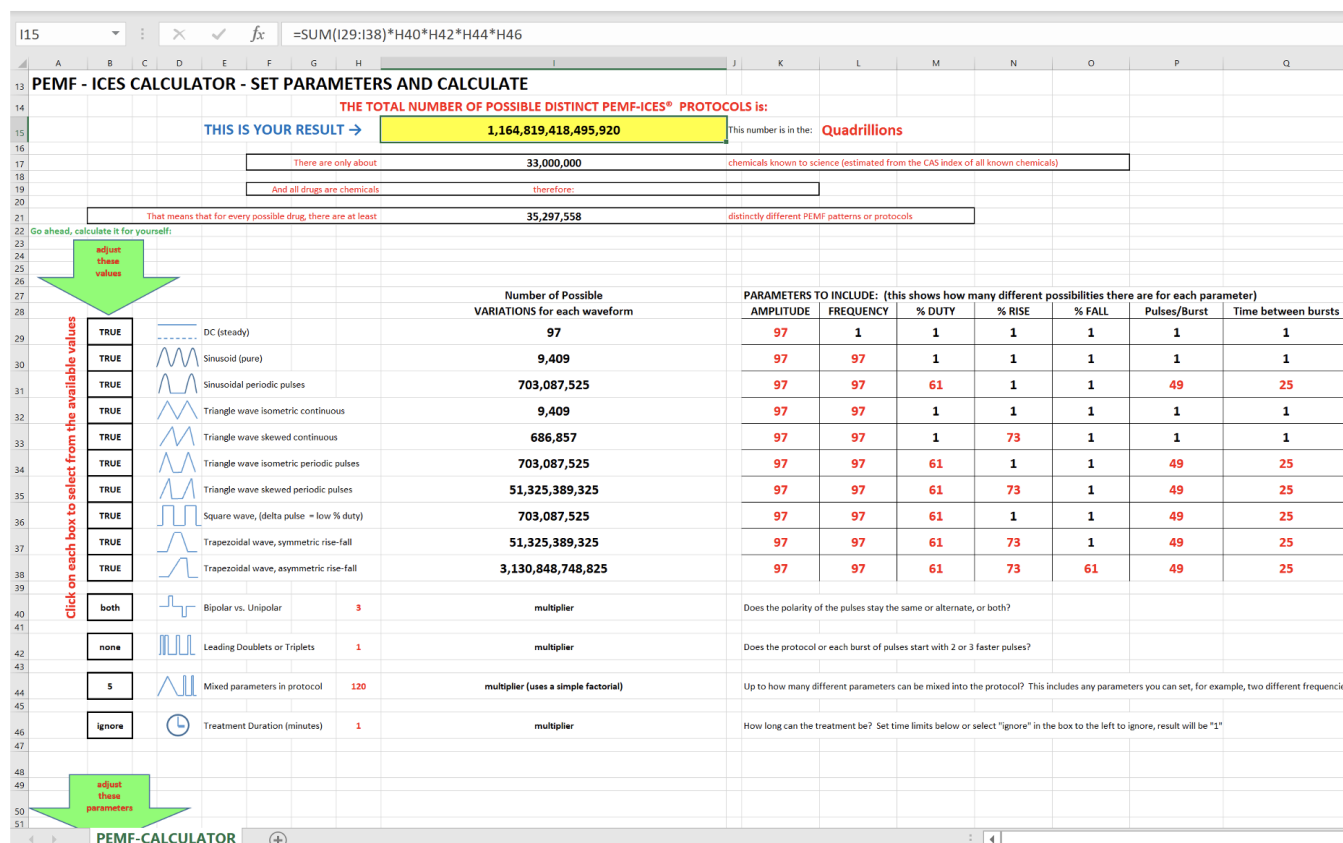 I15 fx =SUM(I29:I38)*H40*H42*H44*H46
A B C D E F G H I J K L M N O P Q
13 PEMF - ICES CALCULATOR - SET PARAMETERS AND CALCULATE
14 THE TOTAL NUMBER OF POSSIBLE DISTINCT PEMF-ICES® PROTOCOLS is:
15 THIS IS YOUR RESULT → 1,164,819,418,495,920 This number is in the: Quadrillions
16
17 There are only about 33,000,000 chemicals known to science (estimated from the CAS index of all known chemicals)
18
19 And all drugs are chemicals therefore:
20
21 That means that for every possible drug, there are at least 35,297,558 distinctly different PEMF patterns or protocols
22 Go ahead, calculate it for yourself:
23
24
25
26
adjust
these
values
27 Number of Possible PARAMETERS TO INCLUDE: (this shows how many different possibilities there are for each parameter)
28 VARIATIONS for each waveform AMPLITUDE FREQUENCY % DUTY % RISE % FALL Pulses/Burst Time between bursts
Click on each box to select from the available values
29 TRUE DC (steady) 97 97 1 1 1 1 1 1
30 TRUE Sinusoid (pure) 9,409 97 97 1 1 1 1 1
31 TRUE Sinusoidal periodic pulses 703,087,525 97 97 61 1 1 49 25
32 TRUE Triangle wave isometric continuous 9,409 97 97 1 1 1 1 1
33 TRUE Triangle wave skewed continuous 686,857 97 97 1 73 1 1 1
34 TRUE Triangle wave isometric periodic pulses 703,087,525 97 97 61 1 1 49 25
35 TRUE Triangle wave skewed periodic pulses 51,325,389,325 97 97 61 73 1 49 25
36 TRUE Square wave, (delta pulse = low % duty) 703,087,525 97 97 61 1 1 49 25
37 TRUE Trapezoidal wave, symmetric rise-fall 51,325,389,325 97 97 61 73 1 49 25
38 TRUE Trapezoidal wave, asymmetric rise-fall 3,130,848,748,825 97 97 61 73 61 49 25
39
40 both Bipolar vs. Unipolar 3 multiplier Does the polarity of the pulses stay the same or alternate, or both?
41
42 none Leading Doublets or Triplets 1 multiplier Does the protocol or each burst of pulses start with 2 or 3 faster pulses?
43
44 5 Mixed parameters in protocol 120 multiplier (uses a simple factorial) Up to how many different parameters can be mixed into the protocol? This includes any parameters you can set, for example, two different frequencie
45
46 ignore Treatment Duration (minutes) 1 multiplier How long can the treatment be? Set time limits below or select "ignore" in the box to the left to ignore, result will be "1"
47
48
49
50
51
adjust
these
parameters
PEMF-CALCULATOR